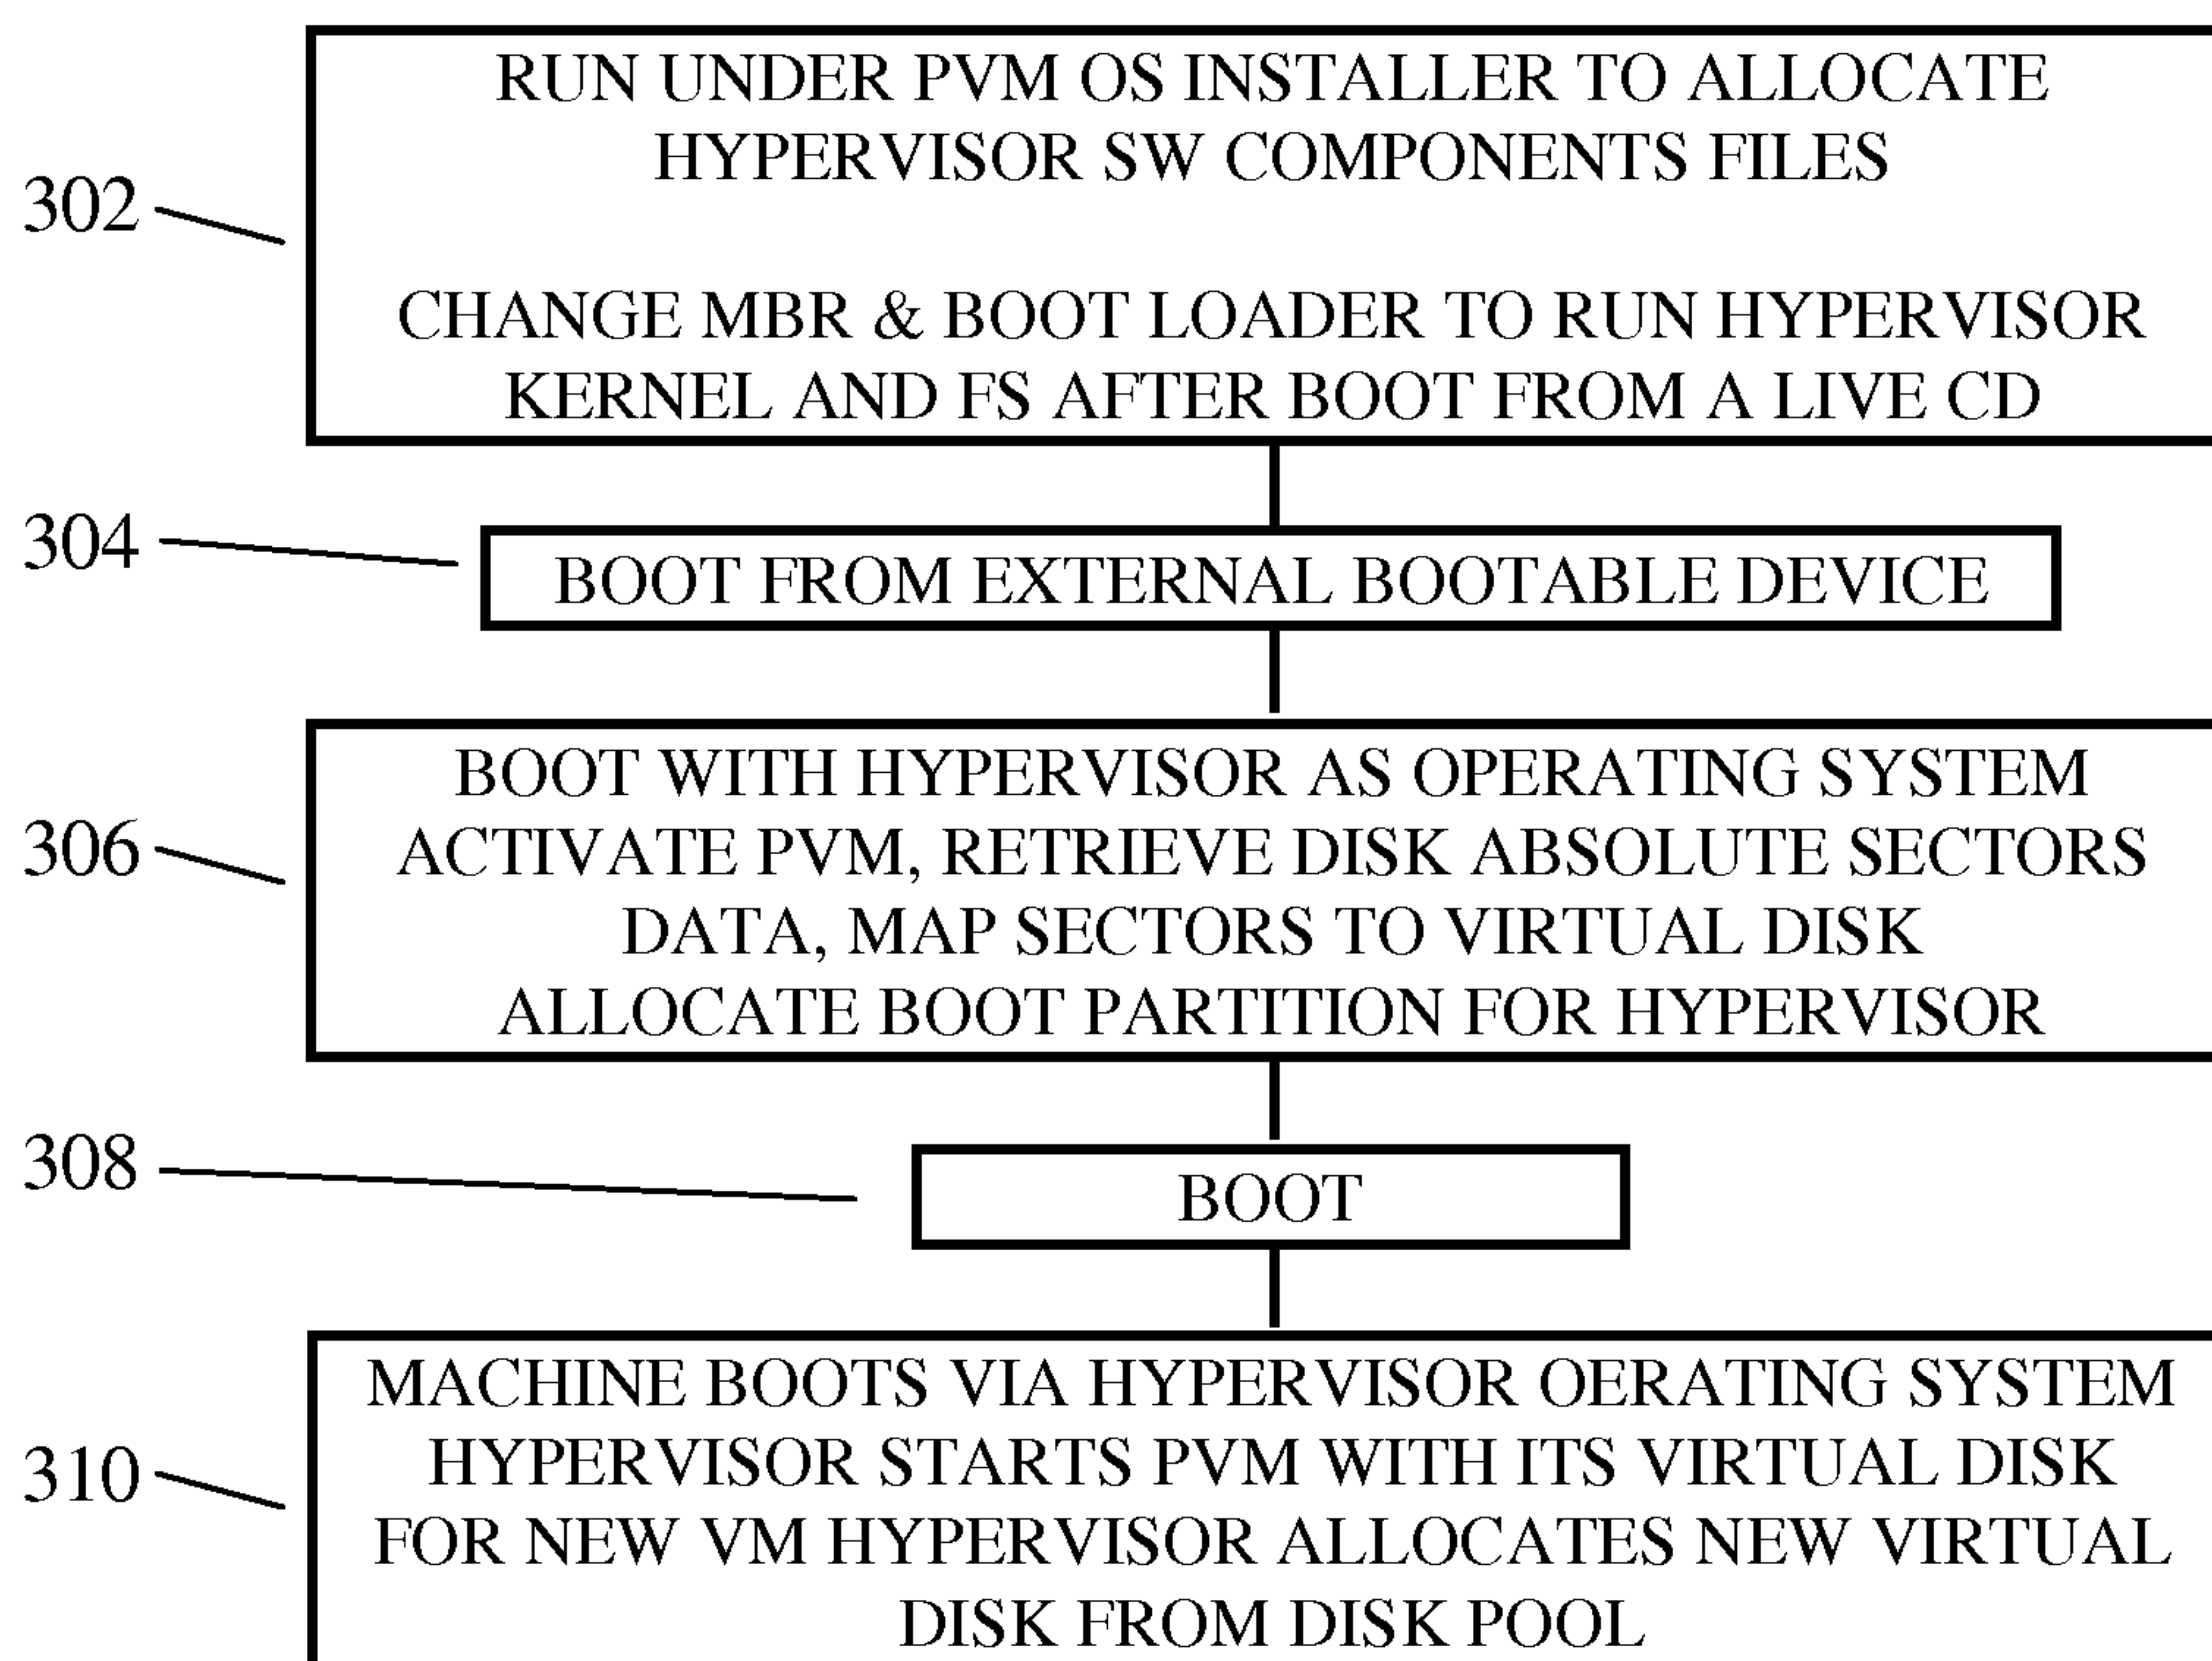 RUN UNDER PVM OS INSTALLER TO ALLOCATE
HYPERVISOR SW COMPONENTS FILES
302
CHANGE MBR & BOOT LOADER TO RUN HYPERVISOR
KERNEL AND FS AFTER BOOT FROM A LIVE CD
304
BOOT FROM EXTERNAL BOOTABLE DEVICE
BOOT WITH HYPERVISOR AS OPERATING SYSTEM
306
ACTIVATE PVM, RETRIEVE DISK ABSOLUTE SECTORS
DATA, MAP SECTORS TO VIRTUAL DISK
ALLOCATE BOOT PARTITION FOR HYPERVISOR
308
BOOT
MACHINE BOOTS VIA HYPERVISOR OERATING SYSTEM
310
HYPERVISOR STARTS PVM WITH ITS VIRTUAL DISK
FOR NEW VM HYPERVISOR ALLOCATES NEW VIRTUAL
DISK FROM DISK POOL